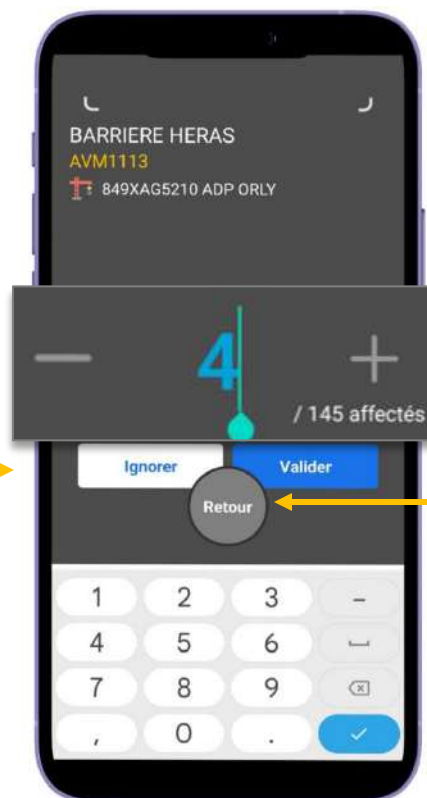 BARRIERE HERAS
AVM1113
849XAG5210 ADP ORLY
4
/ 145 affectés
Ignorer
Valider
Retour
1 2 3 -
4 5 6
7 8 9
, 0 .